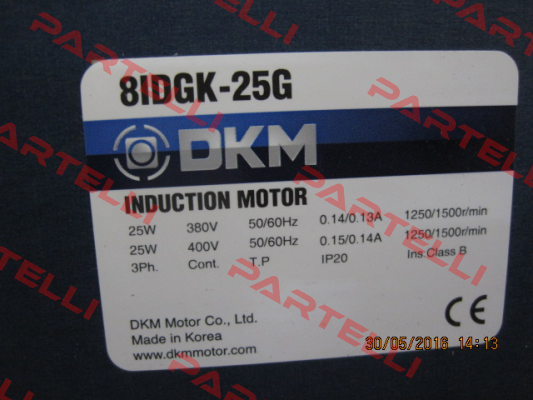 8IDGK-25G
DKM
INDUCTION MOTOR
25W 380V 50/60Hz 0.14/0.13A 1250/1500r/min
25W 400V 50/60Hz 0.15/0.14A 1250/1500r/min
3Ph. Cont. T.P IP20 Ins.Class B
DKM Motor Co., Ltd.
Made in Korea
www.dkmmotor.com
CE
30/05/2016 14:13
PARTELLI
PARTELLI
PARTELLI
PARTELLI
PARTELLI
PARTELLI